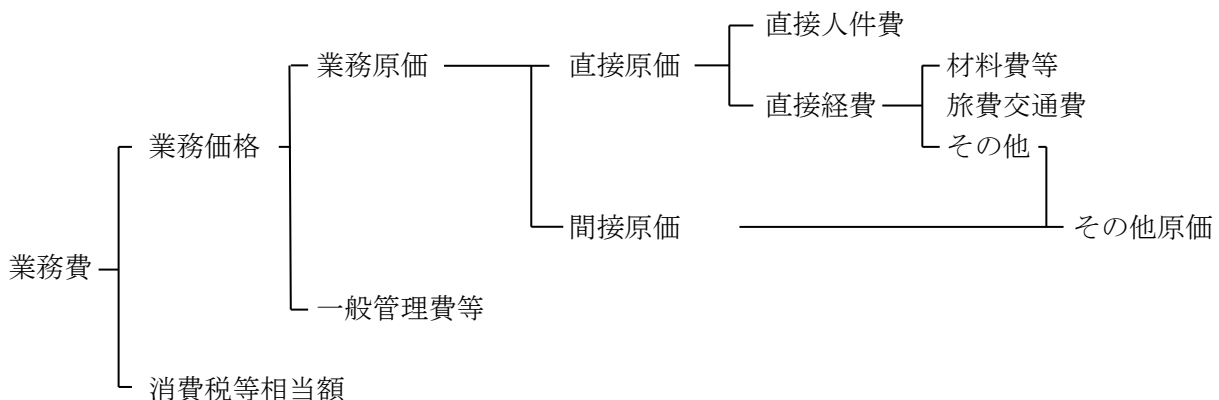 直接人件費
業務原価 直接原価 材料費等
直接経費 旅費交通費
業務価格 その他
間接原価 その他原価
業務費
一般管理費等
消費税等相当額